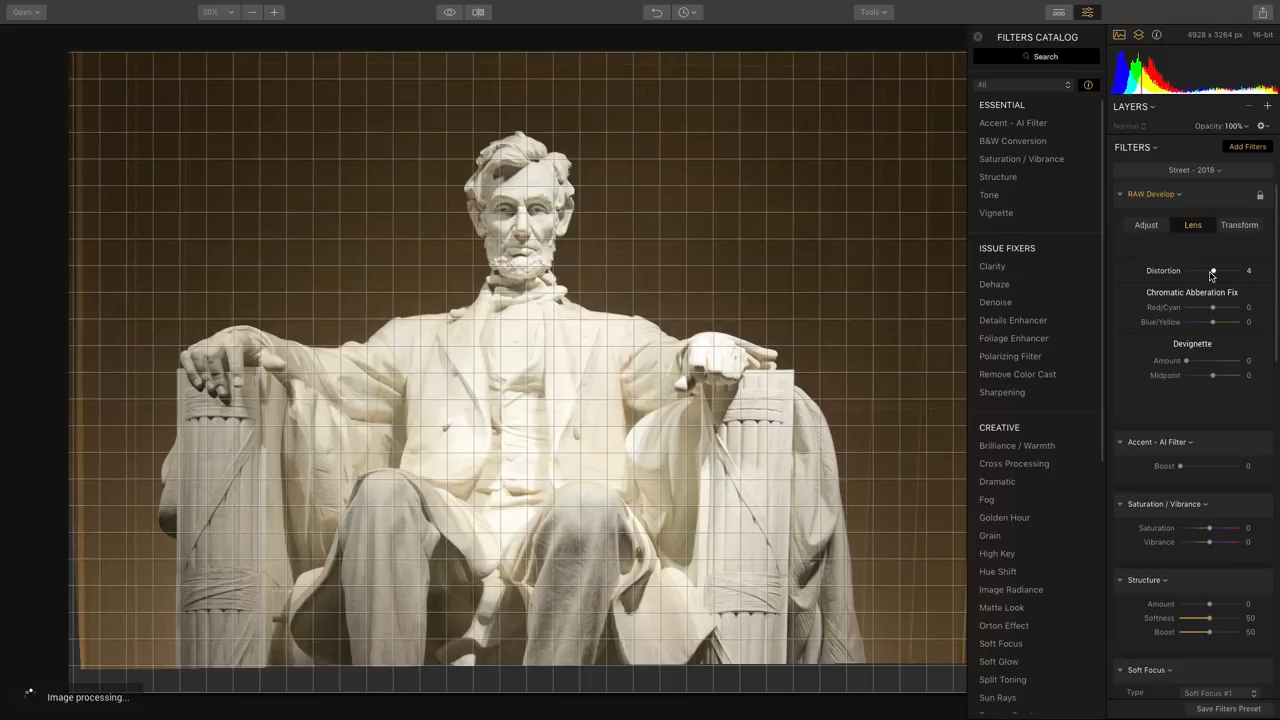 Open
30%
Tools
FILTERS CATALOG
Search
All
ESSENTIAL
Accent - AI Filter
B&W Conversion
Saturation / Vibrance
Structure
Tone
Vignette
ISSUE FIXERS
Clarity
Dehaze
Denoise
Details Enhancer
Foliage Enhancer
Polarizing Filter
Remove Color Cast
Sharpening
CREATIVE
Brilliance / Warmth
Cross Processing
Dramatic
Fog
Golden Hour
Grain
High Key
Hue Shift
Image Radiance
Matte Look
Orton Effect
Soft Focus
Soft Glow
Split Toning
Sun Rays
4928 x 3264 px 16-bit
LAYERS
Normal Opacity: 100%
FILTERS Add Filters
Street - 2018
RAW Develop
Adjust Lens Transform
Distortion 4
Chromatic Abberation Fix
Red/Cyan 0
Blue/Yellow 0
Devignette
Amount 0
Midpoint 0
Accent - AI Filter
Boost 0
Saturation / Vibrance
Saturation 0
Vibrance 0
Structure
Amount 0
Softness 50
Boost 50
Soft Focus
Type Soft Focus #1
Save Filters Preset
Image processing...